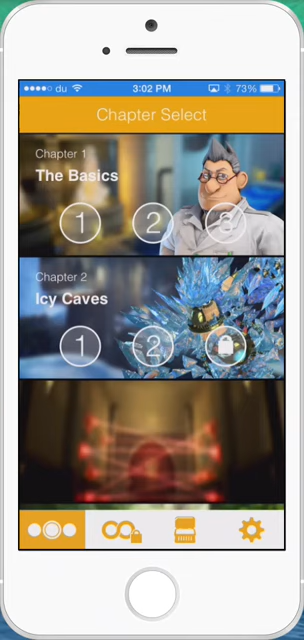 du 3:02 PM 73%
Chapter Select
Chapter 1
The Basics
1 2 3
Chapter 2
Icy Caves
1 2